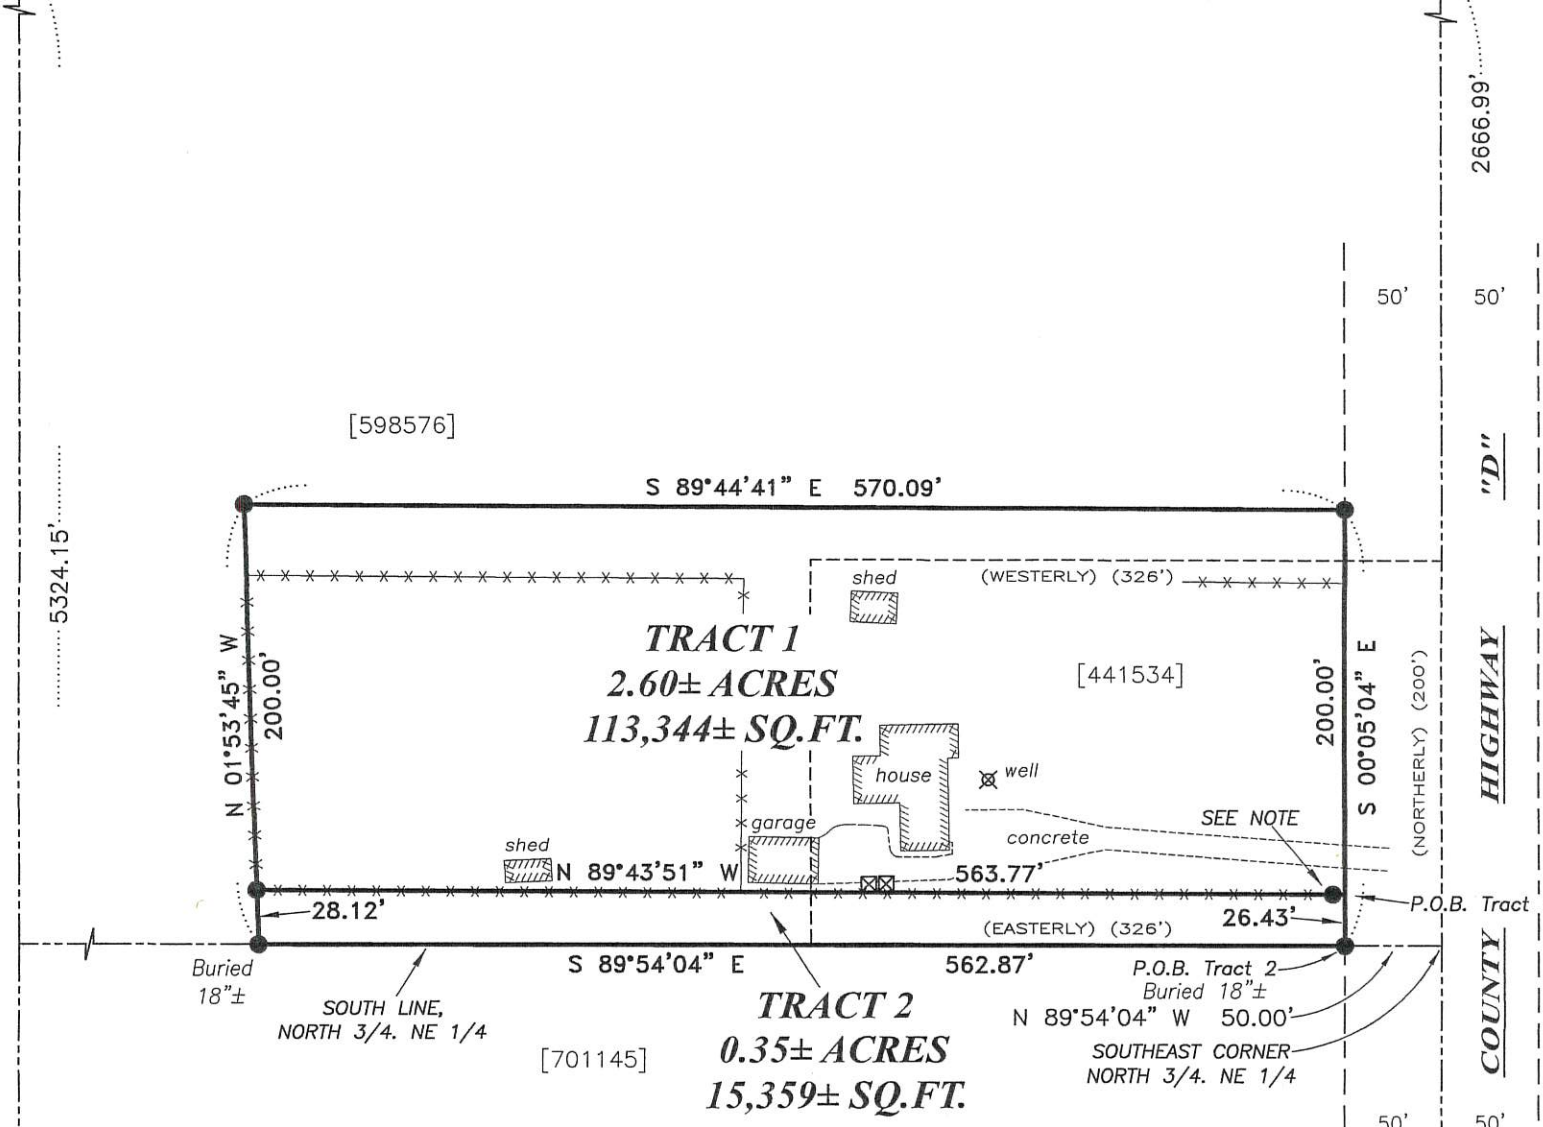 2666.99'
50' 50'
[598576]
"D"
S 89°44'41" E 570.09'
5324.15'
shed
(WESTERLY) (326')
TRACT 1
2.60± ACRES
113,344± SQ.FT.
[441534]
N 01°53'45" W
200.00'
200.00'
S 00°05'04" E
(NORTHERLY) (200')
HIGHWAY
house
well
garage
concrete
SEE NOTE
shed
N 89°43'51" W 563.77'
28.12'
26.43'
P.O.B. Tract
(EASTERLY) (326')
Buried
18"±
S 89°54'04" E 562.87'
P.O.B. Tract 2
Buried 18"±
N 89°54'04" W 50.00'
SOUTH LINE,
NORTH 3/4. NE 1/4
TRACT 2
0.35± ACRES
15,359± SQ.FT.
[701145]
SOUTHEAST CORNER
NORTH 3/4. NE 1/4
COUNTY
50' 50'